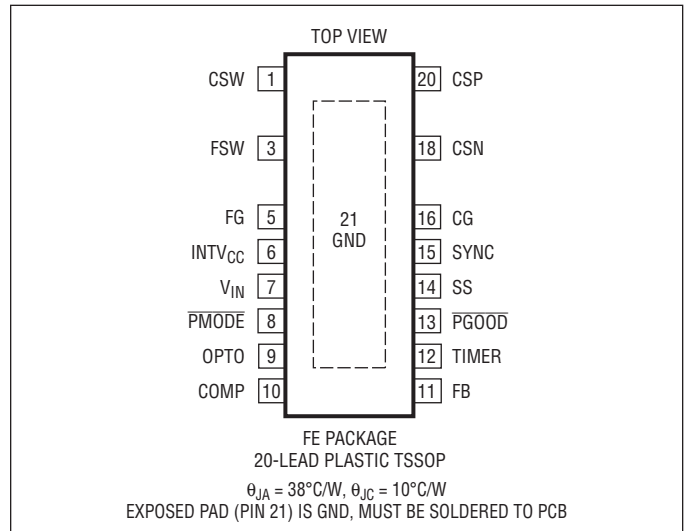 TOP VIEW
CSW 1 20 CSP
FSW 3 18 CSN
FG 5 16 CG
INTVCC 6 15 SYNC
VIN 7 14 SS
PMODE 8 13 PGOOD
OPTO 9 12 TIMER
COMP 10 11 FB
21
GND
FE PACKAGE
20-LEAD PLASTIC TSSOP
θJA = 38°C/W, θJC = 10°C/W
EXPOSED PAD (PIN 21) IS GND, MUST BE SOLDERED TO PCB